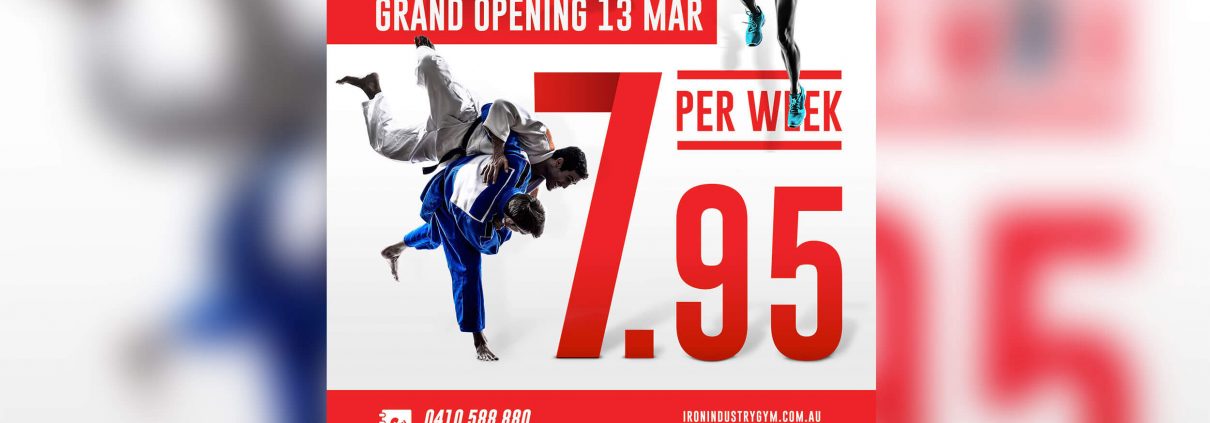 GRAND OPENING 13 MAR
7.95
PER WEEK
0410 588 880
IRONINDUSTRYGYM.COM.AU